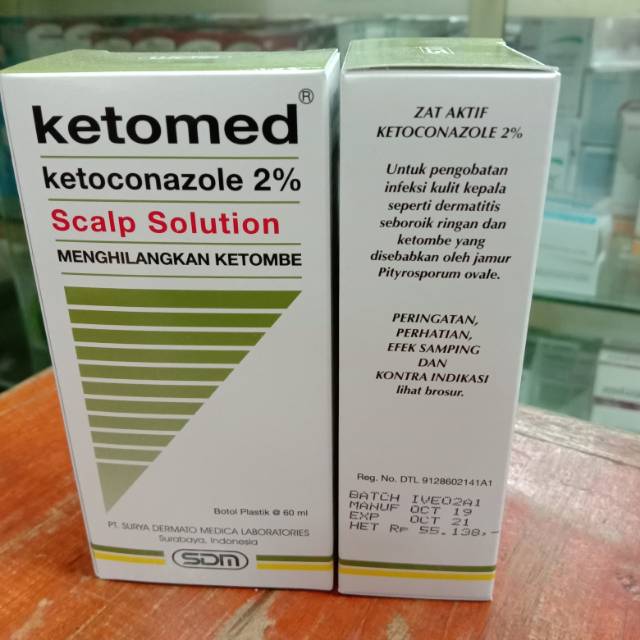 ketomed®
ketoconazole 2%
Scalp Solution
MENGHILANGKAN KETOMBE
Botol Plastik @ 60 ml
PT. SURYA DERMATO MEDICA LABORATORIES
Surabaya, Indonesia
SDM
ZAT AKTIF
KETOCONAZOLE 2%
Untuk pengobatan
infeksi kulit kepala
seperti dermatitis
seboroik ringan dan
ketombe yang
disebabkan oleh jamur
Pityrosporum ovale.
PERINGATAN,
PERHATIAN,
EFEK SAMPING
DAN
KONTRA INDIKASI
lihat brosur.
Reg. No. DTL 9128602141A1
BATCH IVE02A1
MANUF OCT 19
EXP OCT 21
HET Rp 55.138,-